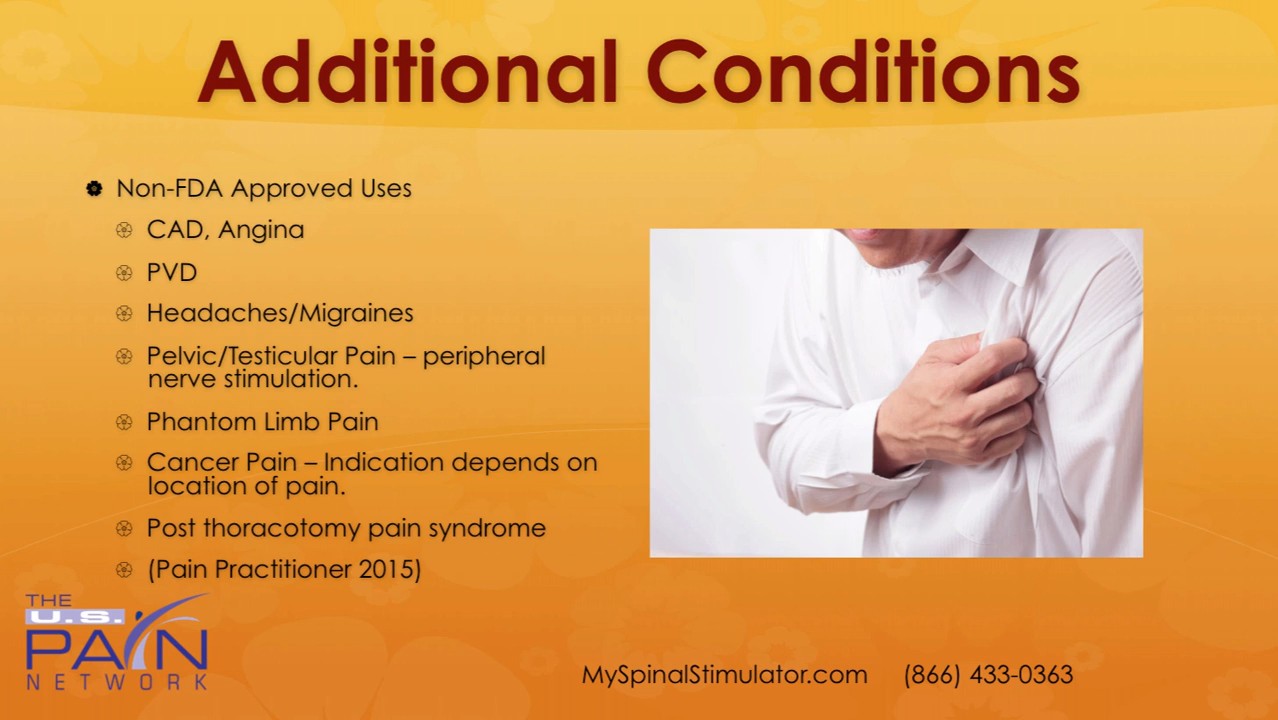 Additional Conditions
Non-FDA Approved Uses
CAD, Angina
PVD
Headaches/Migraines
Pelvic/Testicular Pain – peripheral
nerve stimulation.
Phantom Limb Pain
Cancer Pain – Indication depends on
location of pain.
Post thoracotomy pain syndrome
(Pain Practitioner 2015)
THE
U.S.
PAIN
NETWORK
MySpinalStimulator.com (866) 433-0363